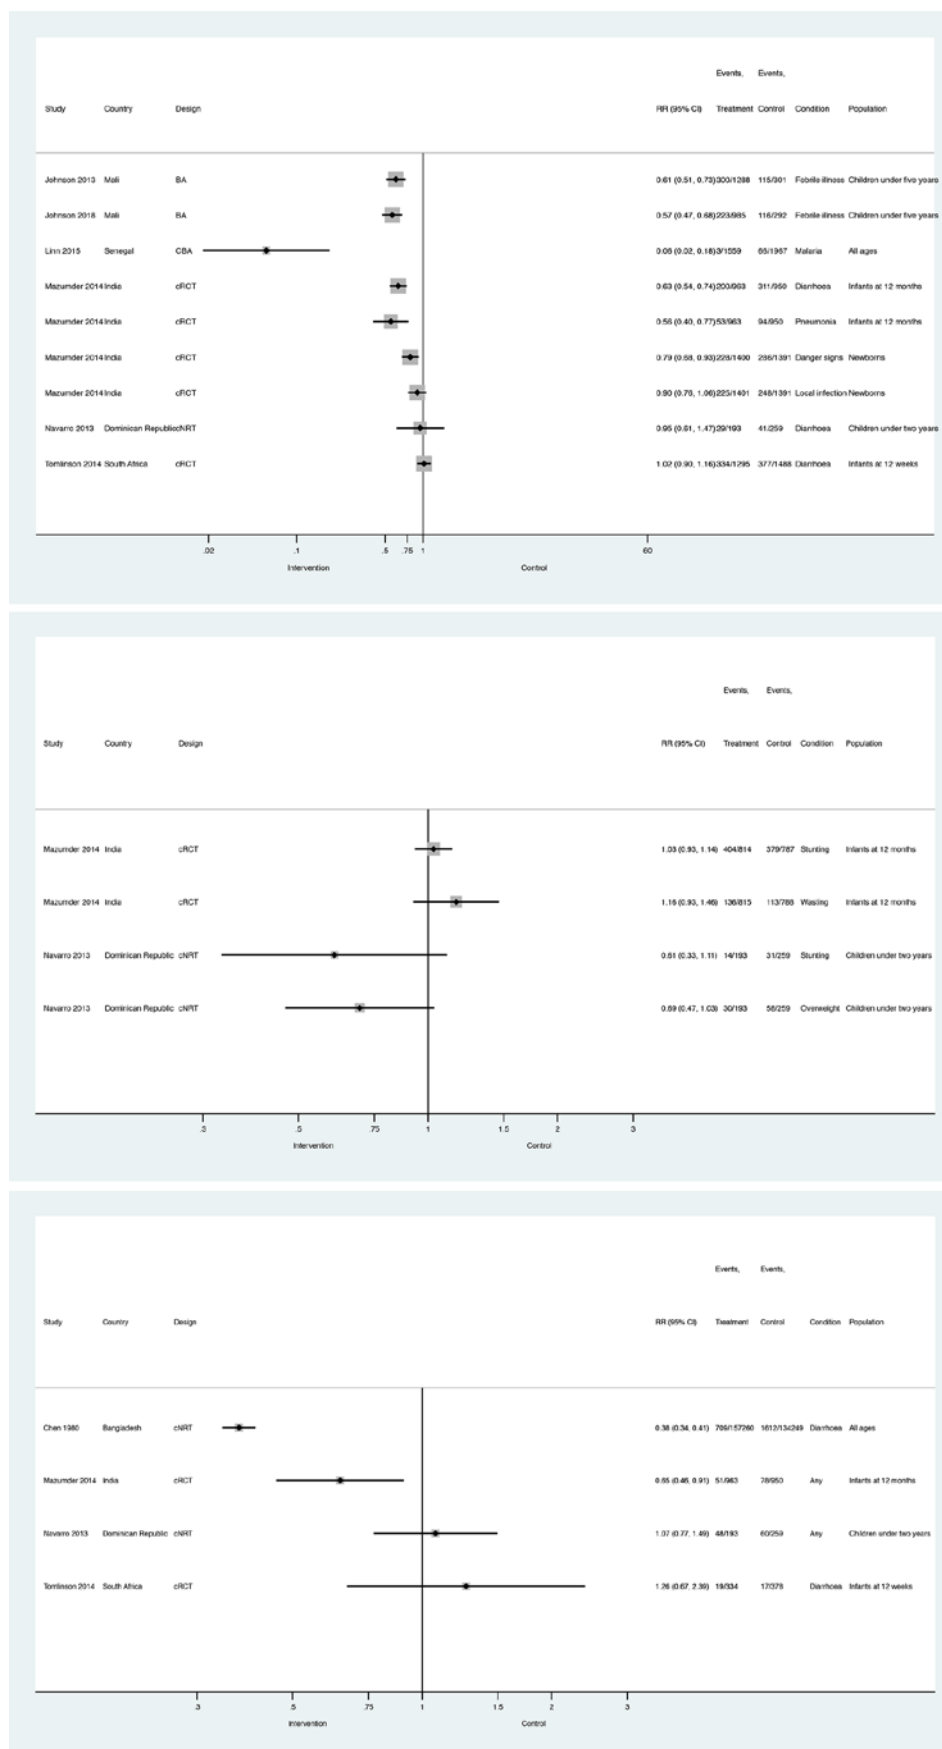 Events, Events,
Study Country Design RR (95% CI) Treatment Control Condition Population
Johnson 2013 Mali BA 0.61 (0.51, 0.73) 300/1288 115/301 Febrile illness Children under five years
Johnson 2018 Mali BA 0.57 (0.47, 0.68) 223/985 116/292 Febrile illness Children under five years
Linn 2015 Senegal CBA 0.06 (0.02, 0.18) 3/1559 66/1967 Malaria All ages
Mazumder 2014 India cRCT 0.63 (0.54, 0.74) 200/963 311/950 Diarrhoea Infants at 12 months
Mazumder 2014 India cRCT 0.56 (0.40, 0.77) 53/963 94/950 Pneumonia Infants at 12 months
Mazumder 2014 India cRCT 0.79 (0.68, 0.93) 228/1400 286/1391 Danger signs Newborns
Mazumder 2014 India cRCT 0.90 (0.76, 1.06) 225/1401 248/1391 Local infection Newborns
Navarro 2013 Dominican Republic cNRT 0.95 (0.61, 1.47) 29/193 41/259 Diarrhoea Children under two years
Tomlinson 2014 South Africa cRCT 1.02 (0.90, 1.16) 334/1295 377/1488 Diarrhoea Infants at 12 weeks
.02 .1 .5 .75 1 60
Intervention Control
Events, Events,
Study Country Design RR (95% CI) Treatment Control Condition Population
Mazumder 2014 India cRCT 1.03 (0.93, 1.14) 404/814 379/787 Stunting Infants at 12 months
Mazumder 2014 India cRCT 1.16 (0.93, 1.46) 136/815 113/788 Wasting Infants at 12 months
Navarro 2013 Dominican Republic cNRT 0.61 (0.33, 1.11) 14/193 31/259 Stunting Children under two years
Navarro 2013 Dominican Republic cNRT 0.69 (0.47, 1.03) 30/193 58/259 Overweight Children under two years
.3 .5 .75 1 1.5 2 3
Intervention Control
Events, Events,
Study Country Design RR (95% CI) Treatment Control Condition Population
Chen 1980 Bangladesh cNRT 0.38 (0.34, 0.41) 709/157260 1612/134249 Diarrhoea All ages
Mazumder 2014 India cRCT 0.65 (0.46, 0.91) 51/963 78/950 Any Infants at 12 months
Navarro 2013 Dominican Republic cNRT 1.07 (0.77, 1.49) 48/193 60/259 Any Children under two years
Tomlinson 2014 South Africa cRCT 1.26 (0.67, 2.39) 19/334 17/378 Diarrhoea Infants at 12 weeks
.3 .5 .75 1 1.5 2 3
Intervention Control